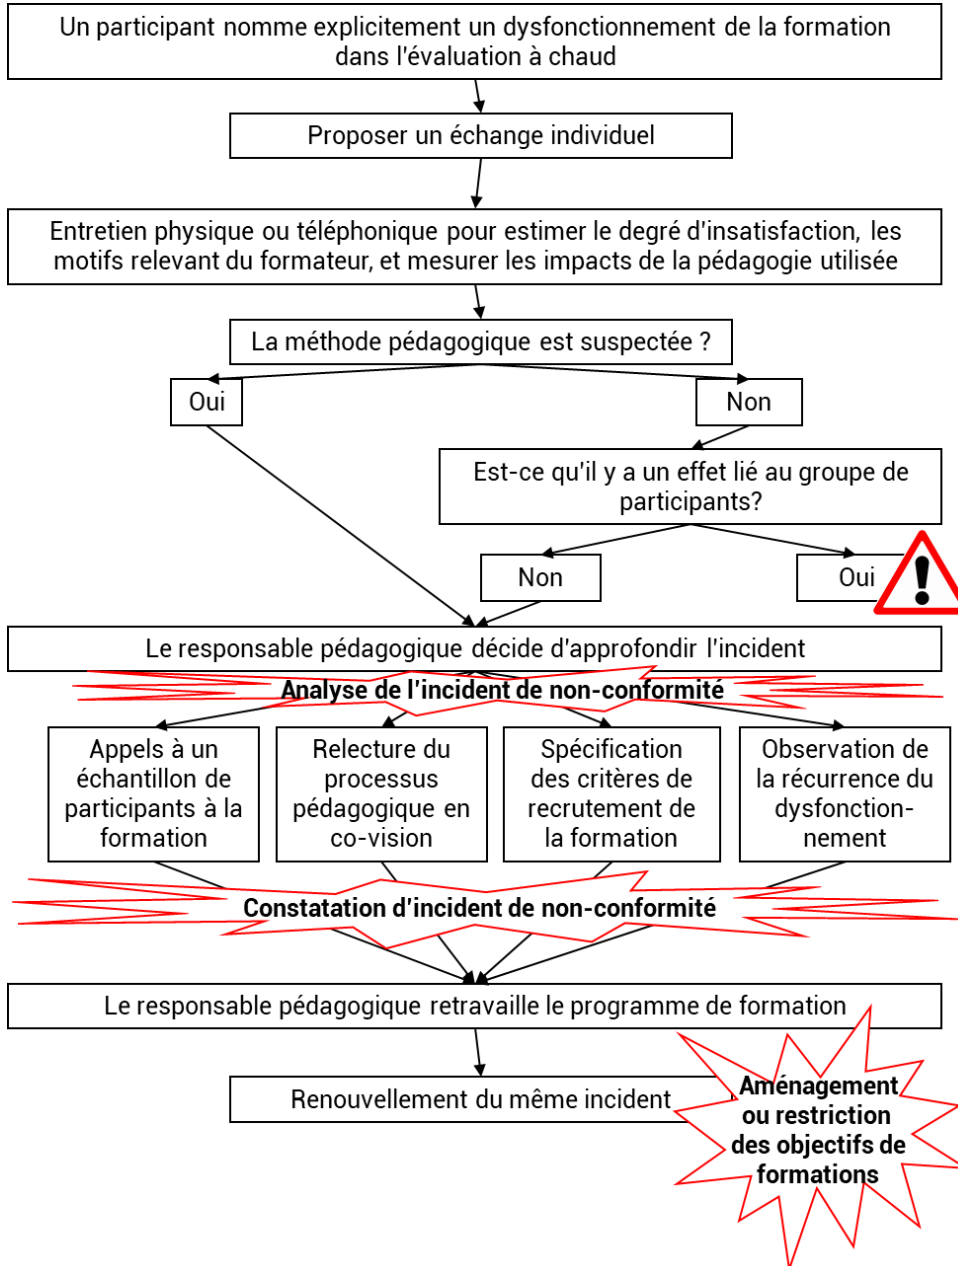 Un participant nomme explicitement un dysfonctionnement de la formation
dans l'évaluation à chaud
Proposer un échange individuel
Entretien physique ou téléphonique pour estimer le degré d'insatisfaction, les
motifs relevant du formateur, et mesurer les impacts de la pédagogie utilisée
La méthode pédagogique est suspectée ?
Oui
Non
Est-ce qu'il y a un effet lié au groupe de
participants?
Non
Oui
Le responsable pédagogique décide d'approfondir l'incident
Analyse de l'incident de non-conformité
Appels à un
échantillon de
participants à la
formation
Relecture du
processus
pédagogique en
co-vision
Spécification
des critères de
recrutement de
la formation
Observation de
la récurrence du
dysfonction-
nement
Constatation d'incident de non-conformité
Le responsable pédagogique retravaille le programme de formation
Renouvellement du même incident
Aménagement
ou restriction
des objectifs de
formations